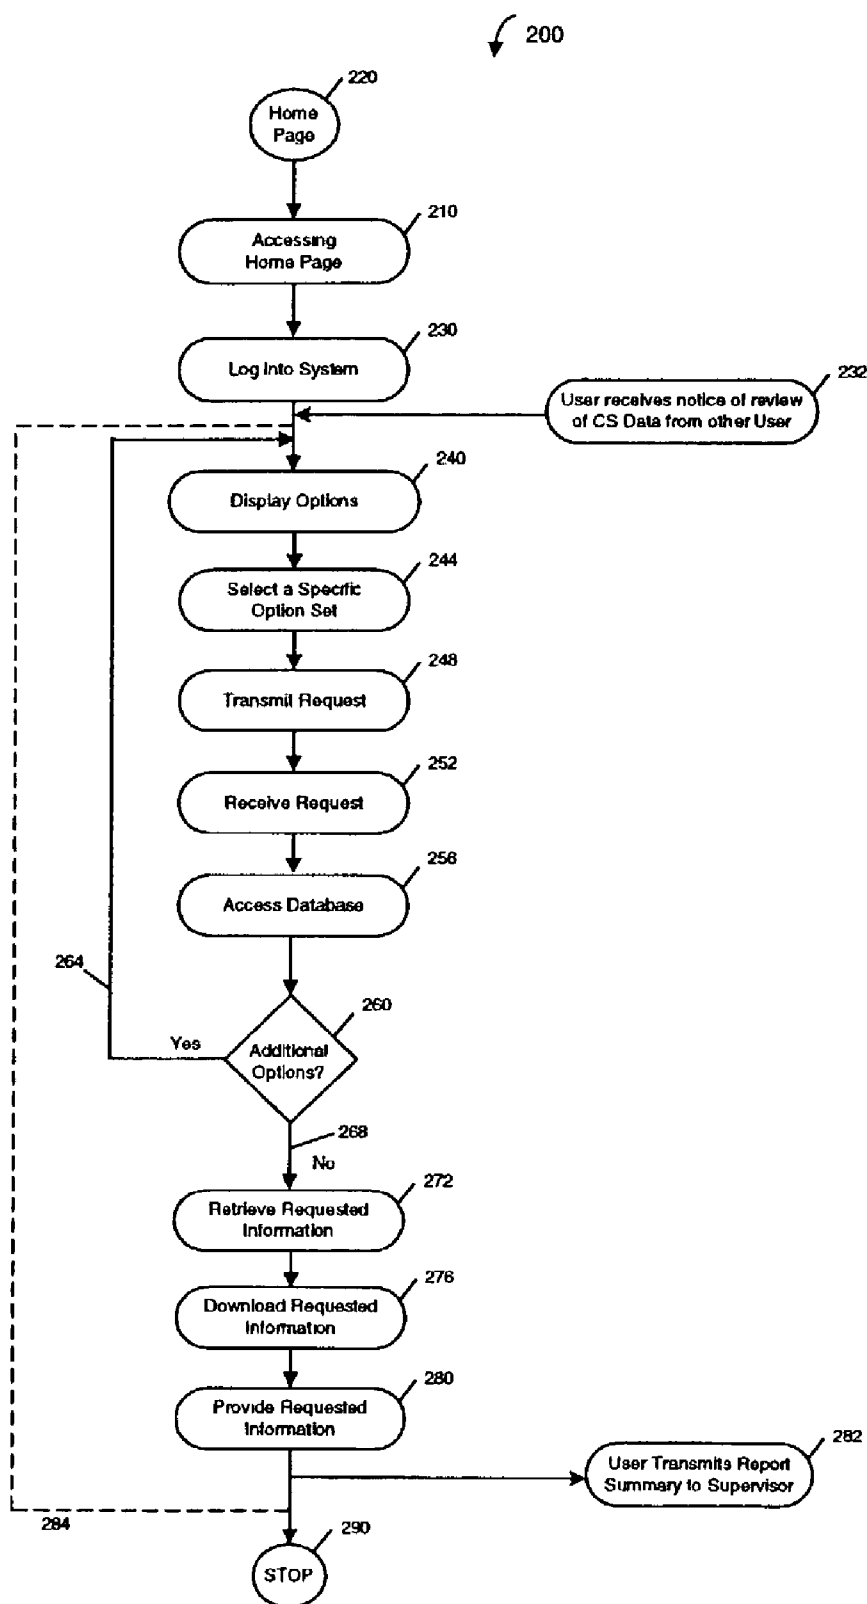 200
220
Home
Page
210
Accessing
Home Page
230
Log Into System
232
User receives notice of review
of CS Data from other User
240
Display Options
244
Select a Specific
Option Set
248
Transmit Request
252
Receive Request
256
Access Database
264
260
Yes
Additional
Options?
268
No
272
Retrieve Requested
Information
276
Download Requested
Information
280
Provide Requested
Information
282
User Transmits Report
Summary to Supervisor
284
290
STOP